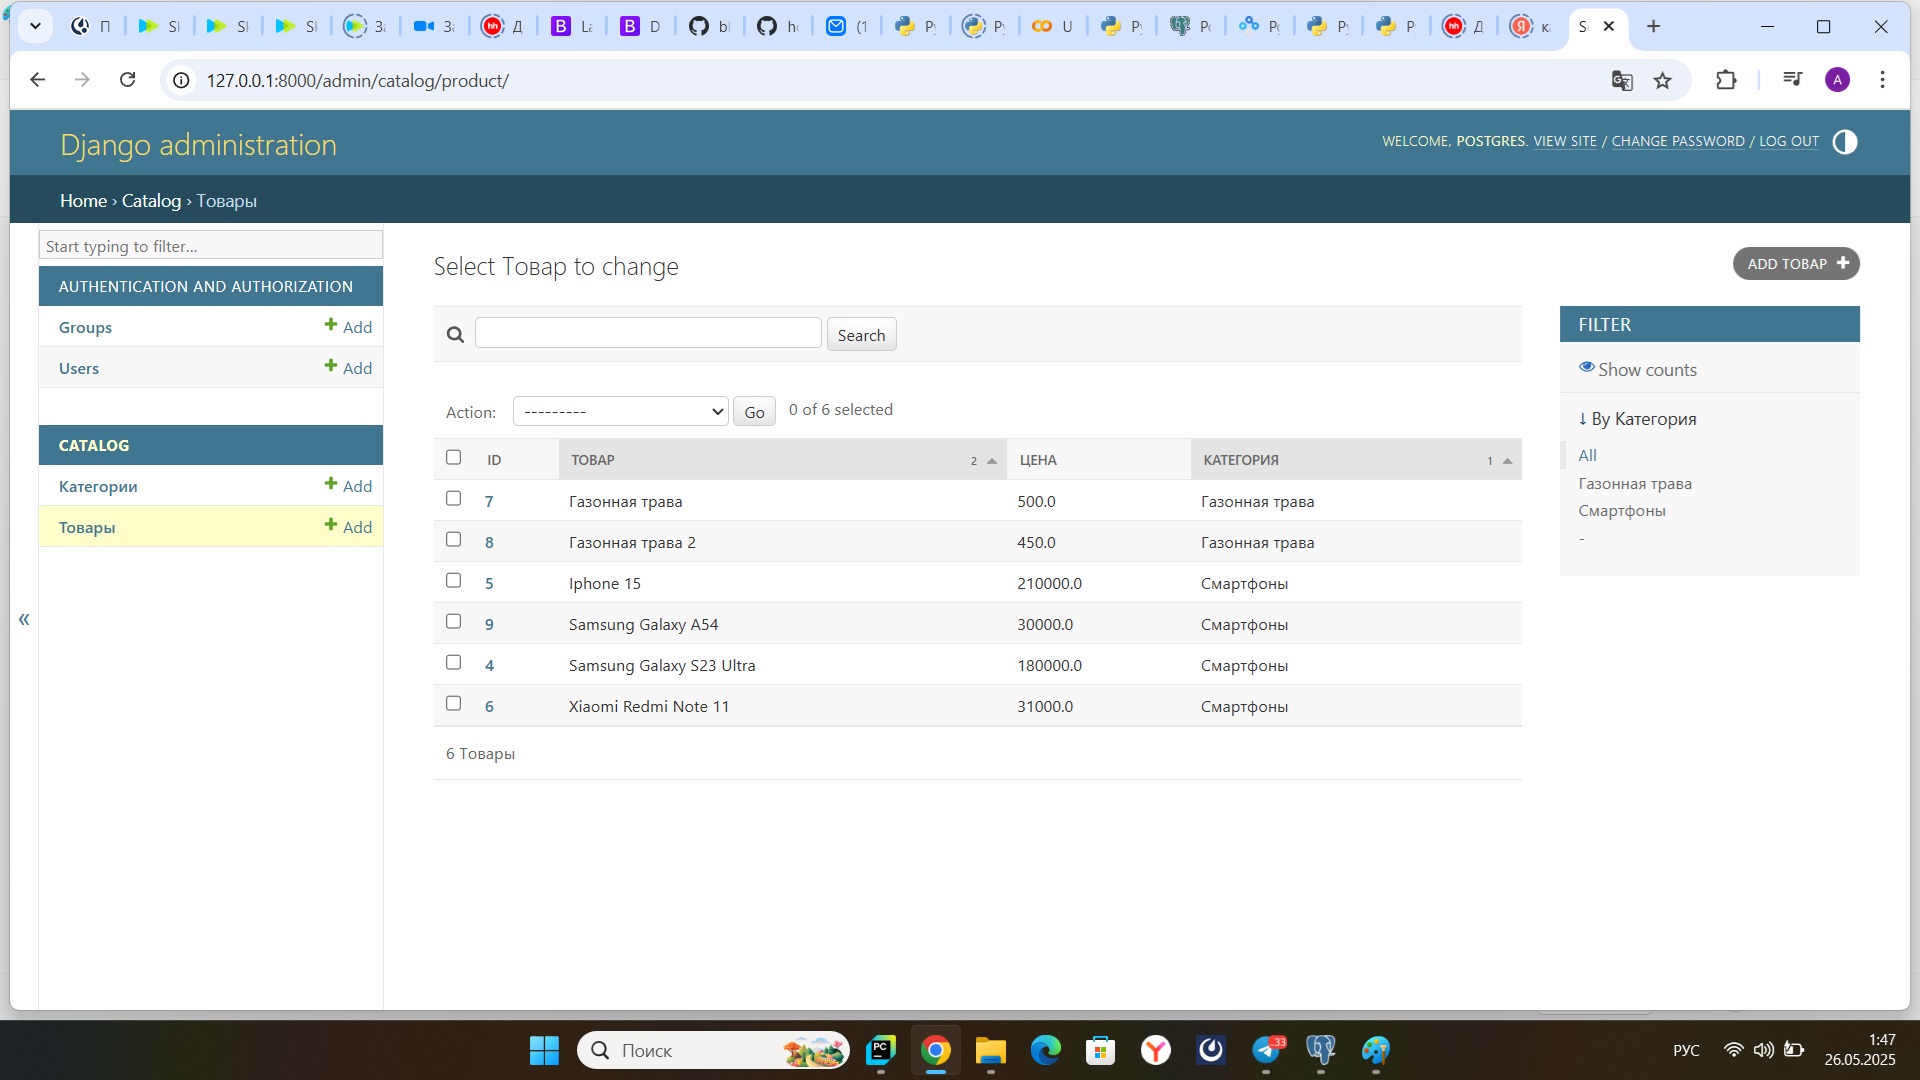 127.0.0.1:8000/admin/catalog/product/
A
Django administration
WELCOME, POSTGRES. VIEW SITE / CHANGE PASSWORD / LOG OUT
Home › Catalog › Товары
Start typing to filter...
AUTHENTICATION AND AUTHORIZATION
Groups Add
Users Add
CATALOG
Категории Add
Товары Add
«
Select Товар to change
ADD ТОВАР
Search
Action: --------- Go 0 of 6 selected
ID ТОВАР 2 ЦЕНА КАТЕГОРИЯ 1
7 Газонная трава 500.0 Газонная трава
8 Газонная трава 2 450.0 Газонная трава
5 Iphone 15 210000.0 Смартфоны
9 Samsung Galaxy A54 30000.0 Смартфоны
4 Samsung Galaxy S23 Ultra 180000.0 Смартфоны
6 Xiaomi Redmi Note 11 31000.0 Смартфоны
6 Товары
FILTER
Show counts
↓ By Категория
All
Газонная трава
Смартфоны
-
Поиск
PC
33
РУС
1:47
26.05.2025